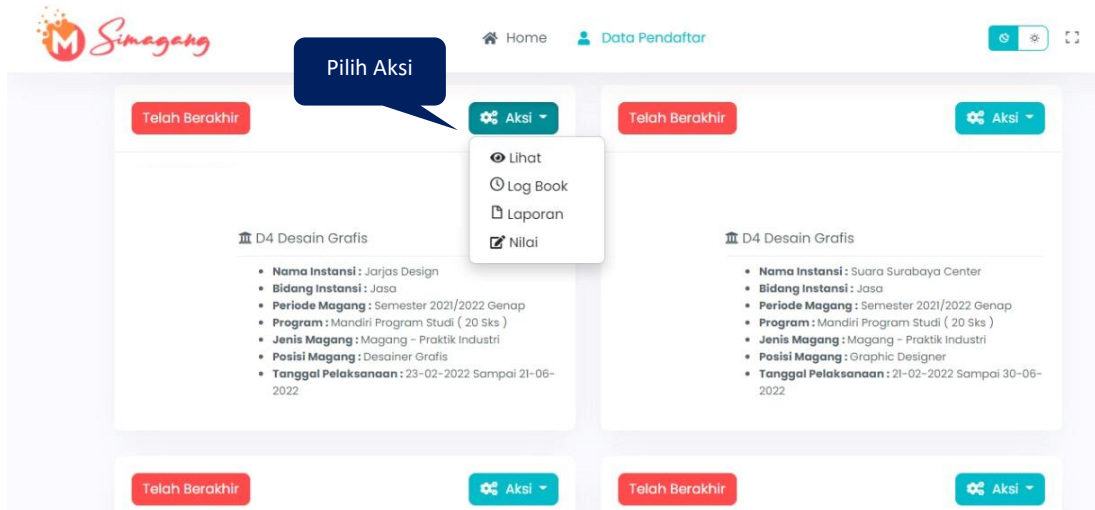 Simagang
Home
Data Pendaftar
Pilih Aksi
Telah Berakhir
Aksi
Lihat
Log Book
Laporan
Nilai
D4 Desain Grafis
• Nama Instansi : Jarjas Design
• Bidang Instansi : Jasa
• Periode Magang : Semester 2021/2022 Genap
• Program : Mandiri Program Studi ( 20 Sks )
• Jenis Magang : Magang - Praktik Industri
• Posisi Magang : Desainer Grafis
• Tanggal Pelaksanaan : 23-02-2022 Sampai 21-06-
2022
Telah Berakhir
Aksi
D4 Desain Grafis
• Nama Instansi : Suara Surabaya Center
• Bidang Instansi : Jasa
• Periode Magang : Semester 2021/2022 Genap
• Program : Mandiri Program Studi ( 20 Sks )
• Jenis Magang : Magang - Praktik Industri
• Posisi Magang : Graphic Designer
• Tanggal Pelaksanaan : 21-02-2022 Sampai 30-06-
2022
Telah Berakhir
Aksi
Telah Berakhir
Aksi